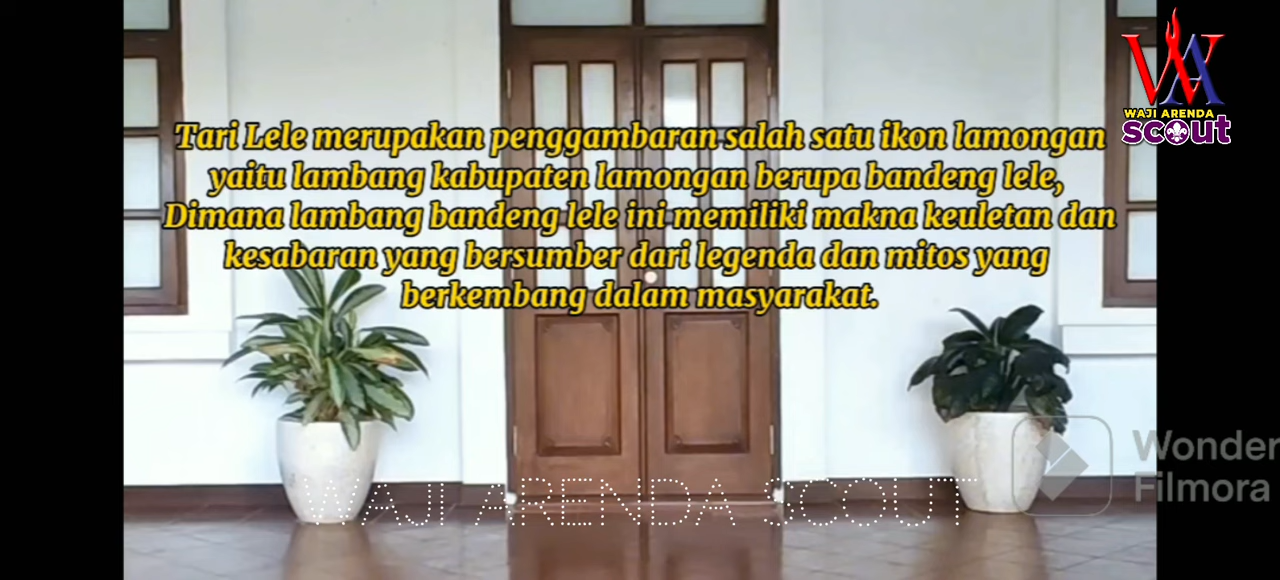 WA
WAJI ARENDA
scout
Tari Lele merupakan penggambaran salah satu ikon lamongan
yaitu lambang kabupaten lamongan berupa bandeng lele,
Dimana lambang bandeng lele ini memiliki makna keuletan dan
kesabaran yang bersumber dari legenda dan mitos yang
berkembang dalam masyarakat.
Wonder
Filmora
WAJI ARENDA SCOUT